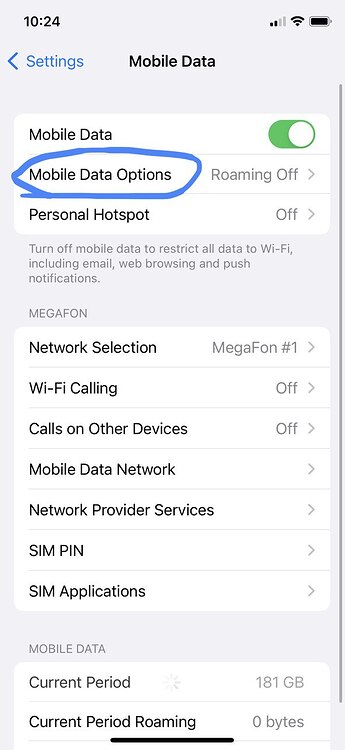 10:24
Settings
Mobile Data
Mobile Data
Mobile Data Options Roaming Off
Personal Hotspot Off
Turn off mobile data to restrict all data to Wi-Fi,
including email, web browsing and push
notifications.
MEGAFON
Network Selection MegaFon #1
Wi-Fi Calling Off
Calls on Other Devices Off
Mobile Data Network
Network Provider Services
SIM PIN
SIM Applications
MOBILE DATA
Current Period 181 GB
Current Period Roaming 0 bytes